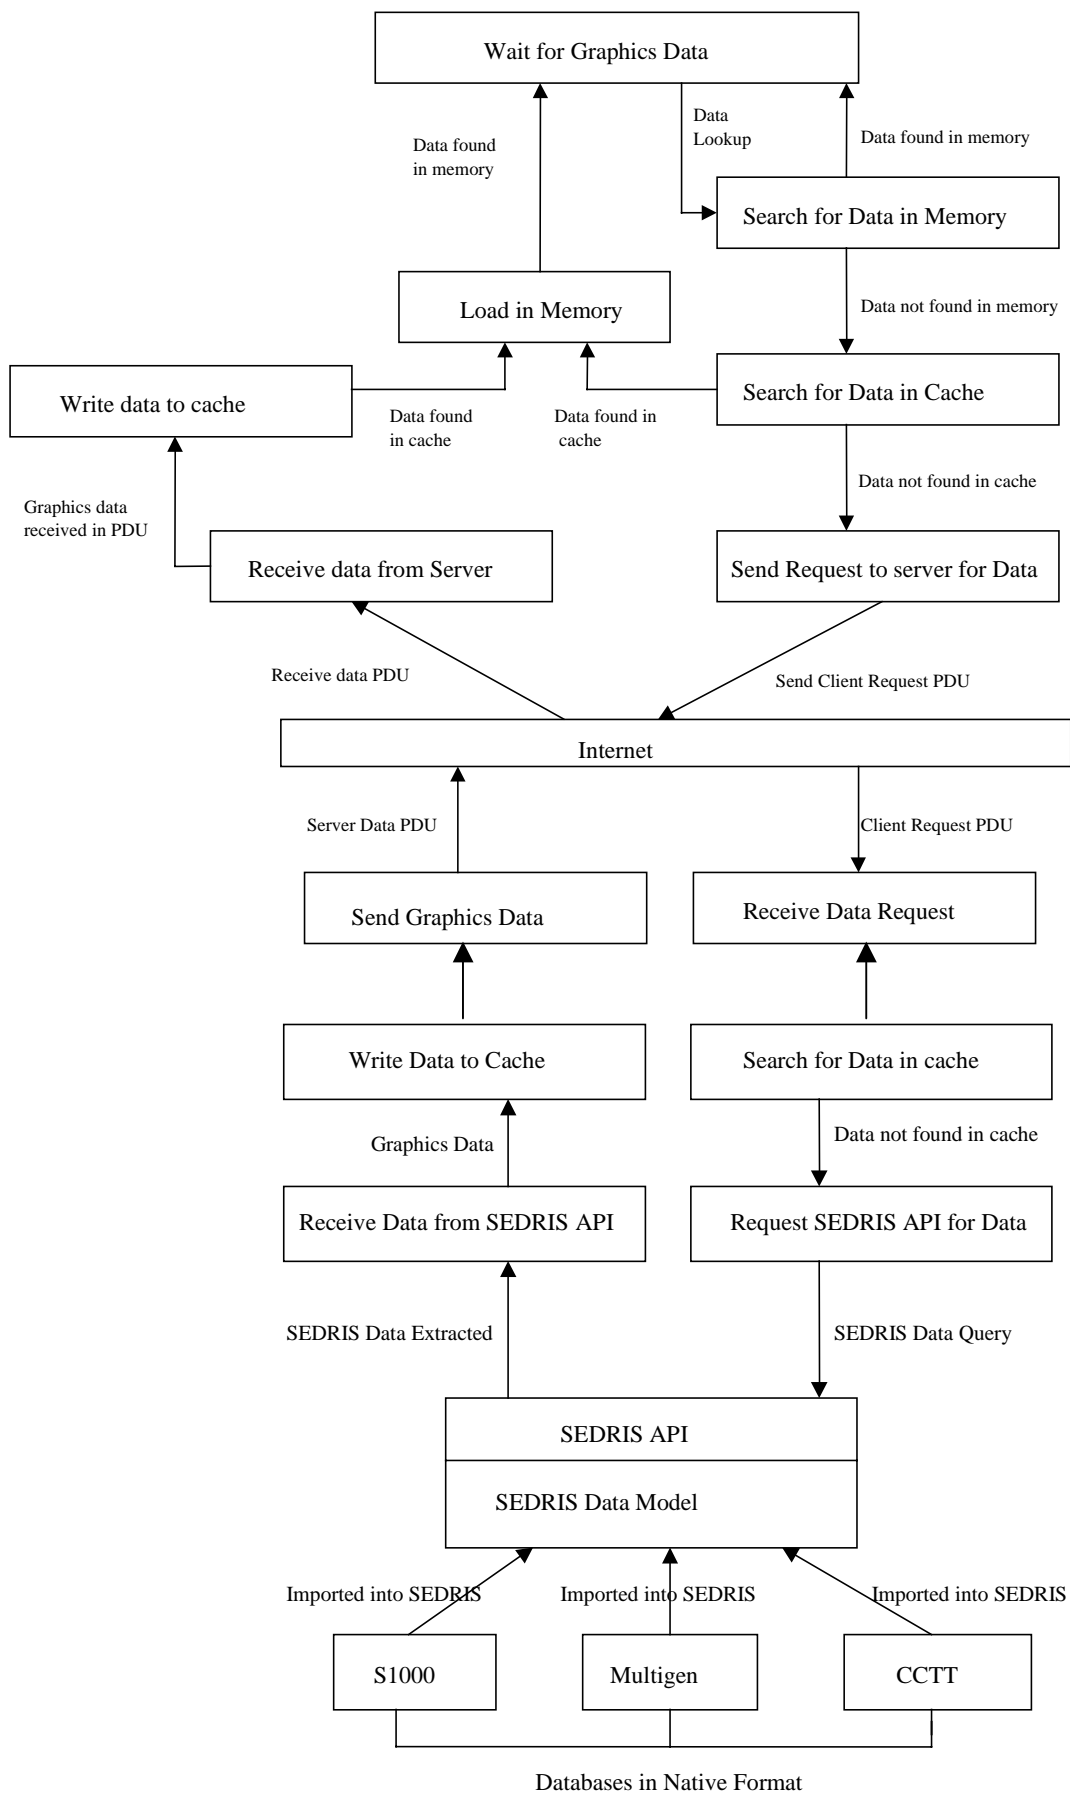 Wait for Graphics Data
Data
Lookup
Data found in memory
Data found
in memory
Search for Data in Memory
Load in Memory
Data not found in memory
Write data to cache
Search for Data in Cache
Data found
in cache
Data found in
cache
Data not found in cache
Graphics data
received in PDU
Receive data from Server
Send Request to server for Data
Receive data PDU
Send Client Request PDU
Internet
Server Data PDU
Client Request PDU
Send Graphics Data
Receive Data Request
Write Data to Cache
Search for Data in cache
Graphics Data
Data not found in cache
Receive Data from SEDRIS API
Request SEDRIS API for Data
SEDRIS Data Extracted
SEDRIS Data Query
SEDRIS API
SEDRIS Data Model
Imported into SEDRIS
Imported into SEDRIS
Imported into SEDRIS
S1000
Multigen
CCTT
Databases in Native Format